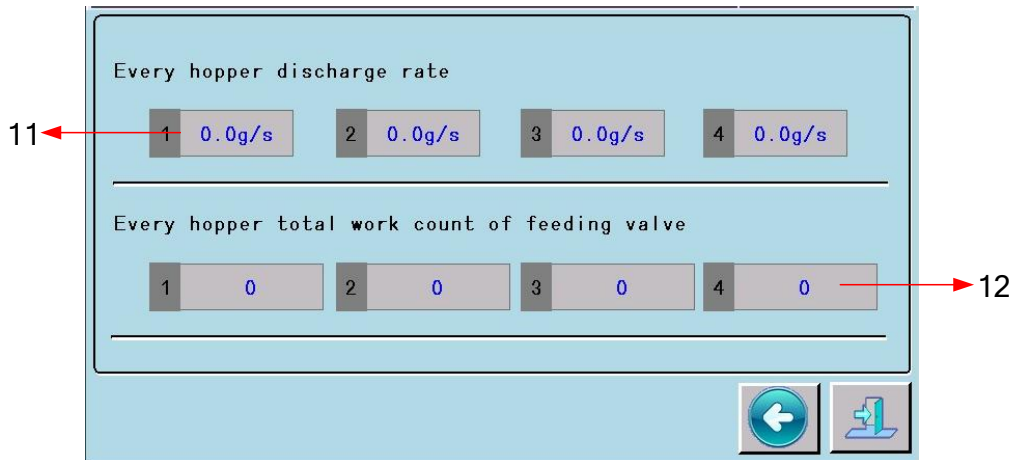 Every hopper discharge rate
11 1 0.0g/s 2 0.0g/s 3 0.0g/s 4 0.0g/s
Every hopper total work count of feeding valve
1 0 2 0 3 0 4 0 12